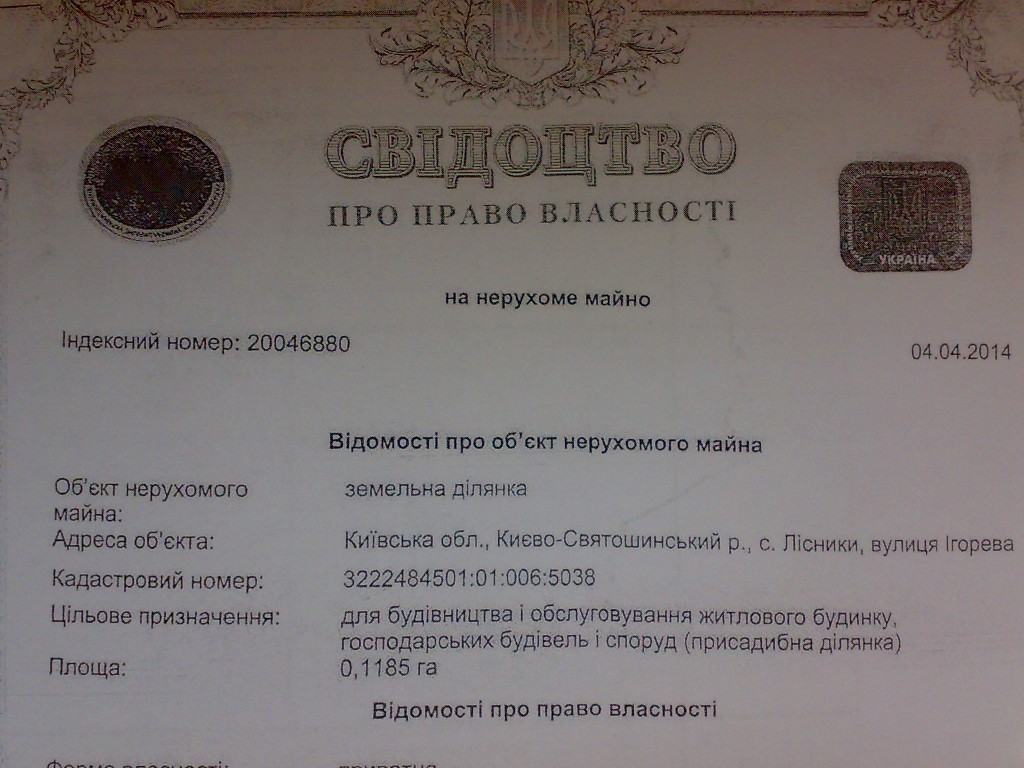 СВІДОЦТВО
ПРО ПРАВО ВЛАСНОСТІ
УКРАЇНА
на нерухоме майно
Індексний номер: 20046880
04.04.2014
Відомості про об'єкт нерухомого майна
Об'єкт нерухомого земельна ділянка
майна:
Адреса об'єкта: Київська обл., Києво-Святошинський р., с. Лісники, вулиця Ігорева
Кадастровий номер: 3222484501:01:006:5038
Цільове призначення: для будівництва і обслуговування житлового будинку,
господарських будівель і споруд (присадибна ділянка)
Площа: 0,1185 га
Відомості про право власності